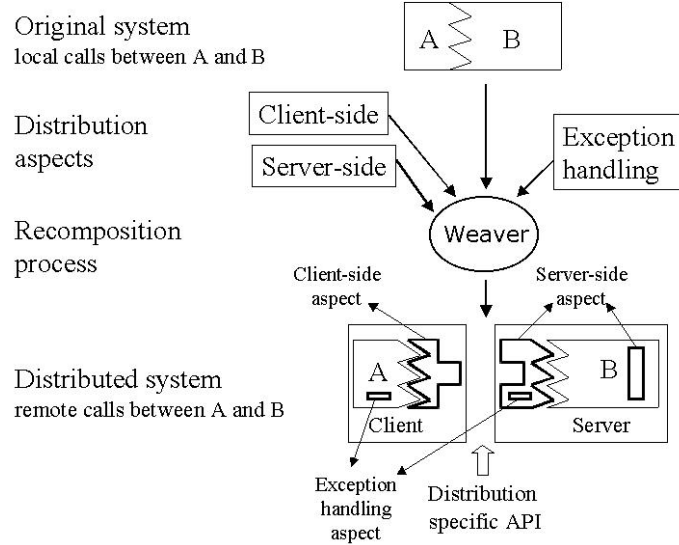 Original system
local calls between A and B
A
B
Client-side
Distribution
aspects
Server-side
Exception
handling
Recomposition
process
Weaver
Client-side
aspect
Server-side
aspect
Distributed system
remote calls between A and B
A
Client
B
Server
Exception
handling
aspect
Distribution
specific API